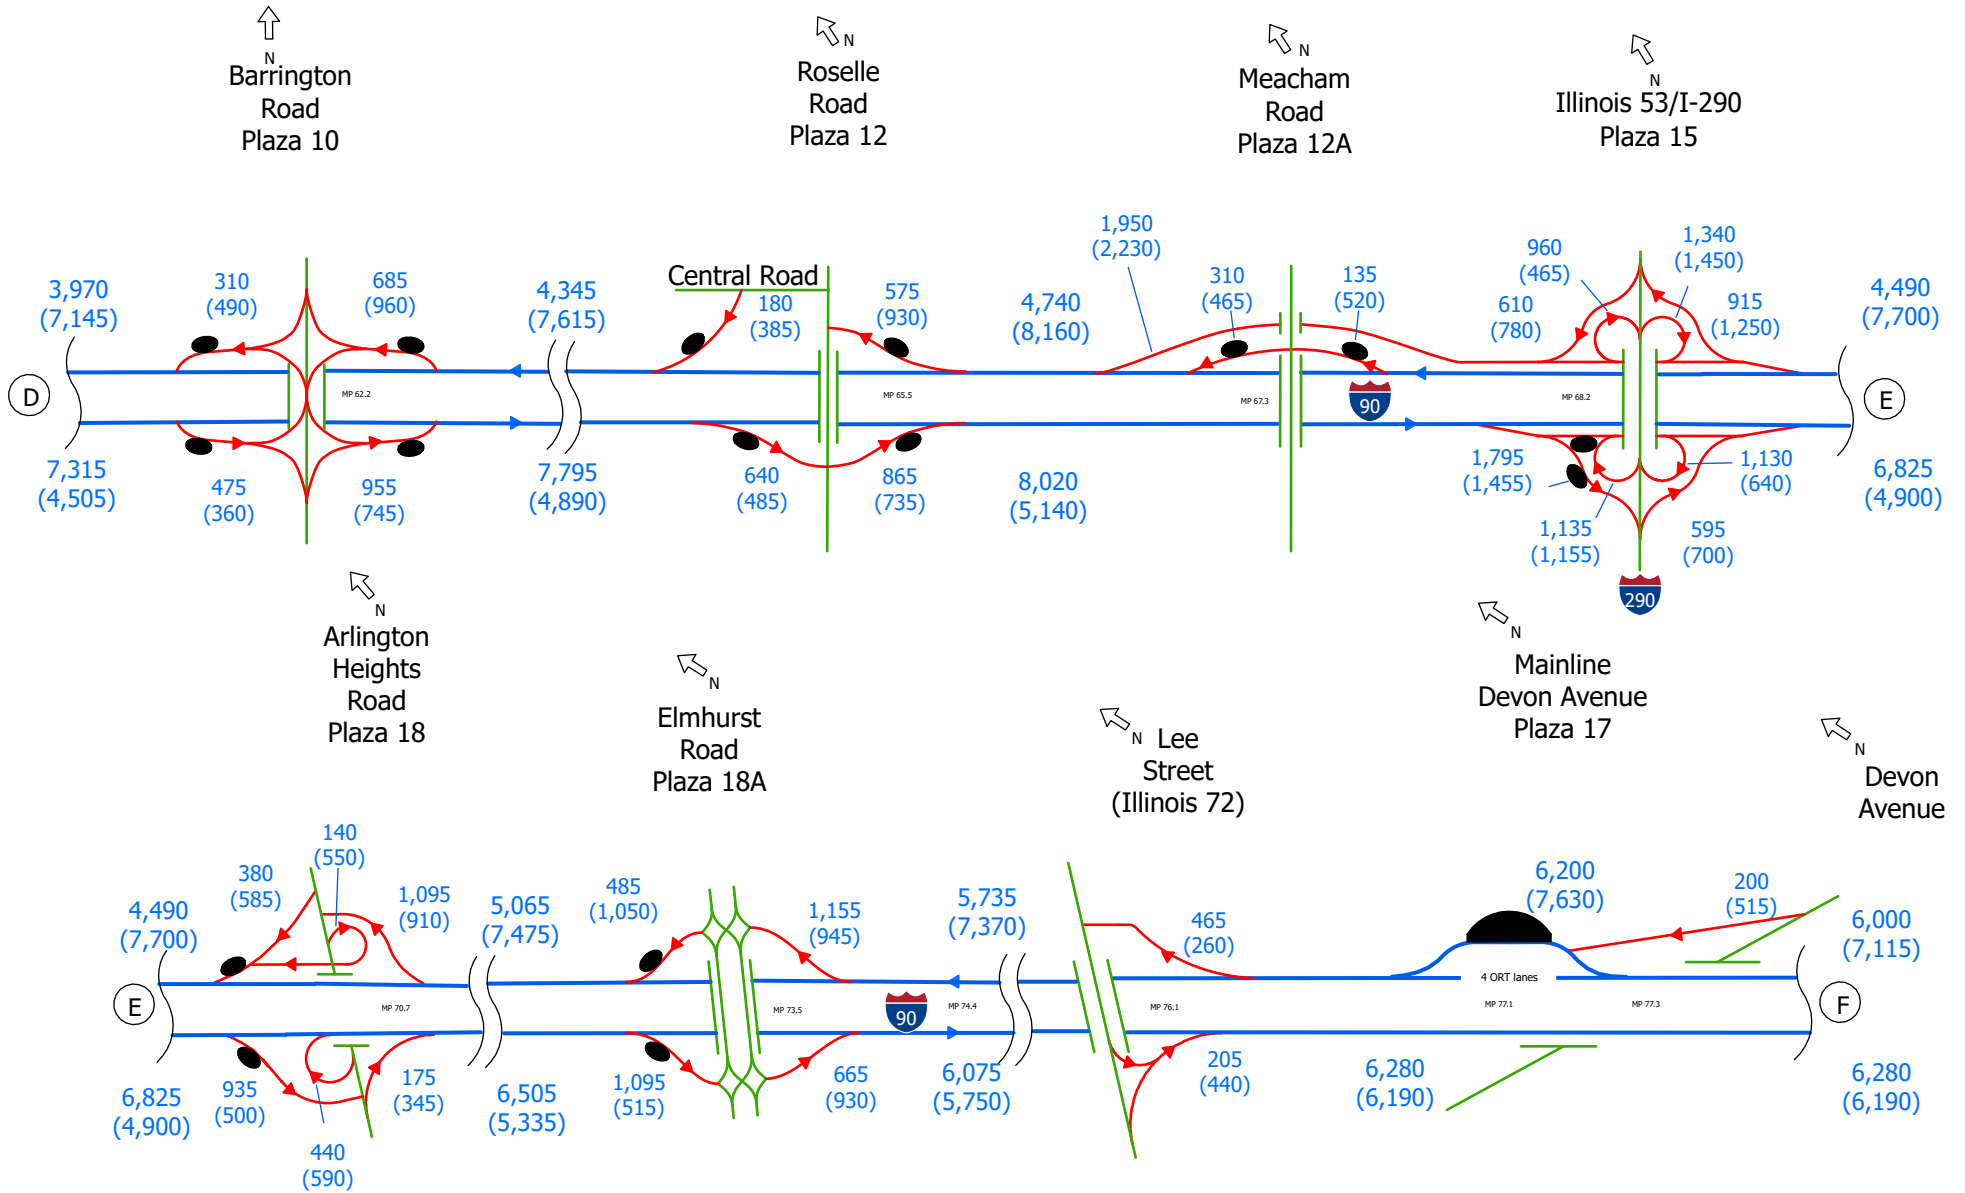 N
Barrington
Road
Plaza 10
N
Roselle
Road
Plaza 12
N
Meacham
Road
Plaza 12A
N
Illinois 53/I-290
Plaza 15
3,970
(7,145)
310
(490)
685
(960)
4,345
(7,615)
Central Road
180
(385)
575
(930)
4,740
(8,160)
1,950
(2,230)
310
(465)
135
(520)
960
(465)
610
(780)
1,340
(1,450)
915
(1,250)
4,490
(7,700)
D
MP 62.2
MP 65.5
MP 67.3
90
MP 68.2
E
7,315
(4,505)
475
(360)
955
(745)
7,795
(4,890)
640
(485)
865
(735)
8,020
(5,140)
1,795
(1,455)
1,135
(1,155)
1,130
(640)
595
(700)
6,825
(4,900)
290
N
Arlington
Heights
Road
Plaza 18
N
Elmhurst
Road
Plaza 18A
N
Lee
Street
(Illinois 72)
N
Mainline
Devon Avenue
Plaza 17
N
Devon
Avenue
4,490
(7,700)
380
(585)
140
(550)
1,095
(910)
5,065
(7,475)
485
(1,050)
1,155
(945)
5,735
(7,370)
465
(260)
6,200
(7,630)
200
(515)
6,000
(7,115)
E
MP 70.7
MP 73.5
90
MP 74.4
MP 76.1
4 ORT lanes
MP 77.1
MP 77.3
F
6,825
(4,900)
935
(500)
440
(590)
175
(345)
6,505
(5,335)
1,095
(515)
665
(930)
6,075
(5,750)
205
(440)
6,280
(6,190)
6,280
(6,190)